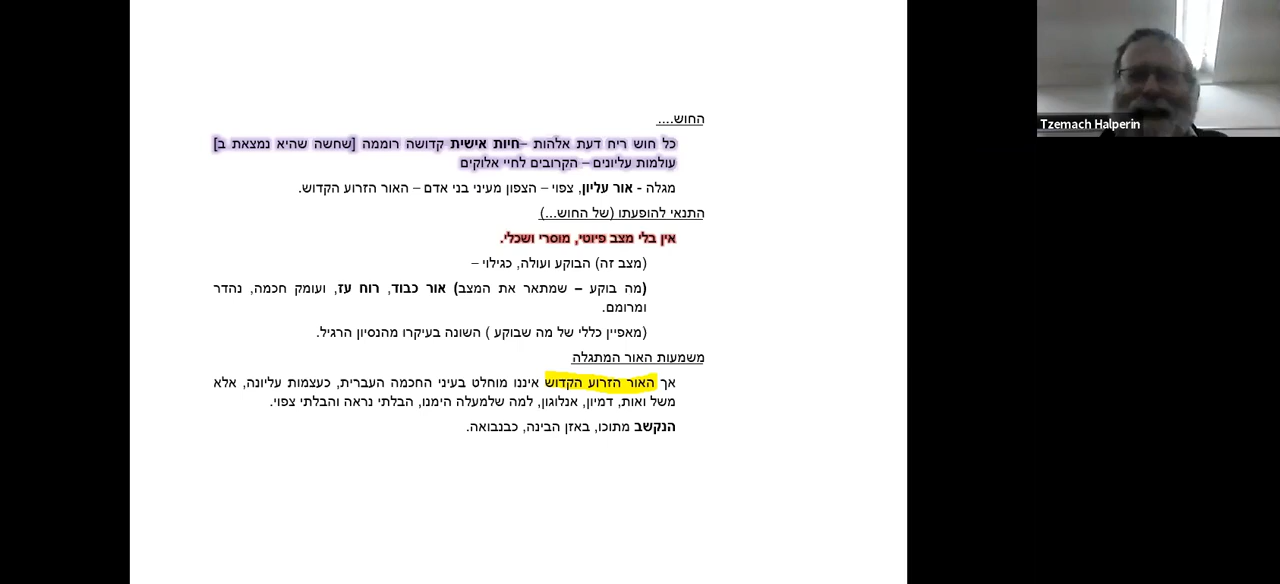 החוש....
כל חוש ריח דעת אלהות –חיות אישית קדושה רוממה [שחשה שהיא נמצאת ב]
עולמות עליונים – הקרובים לחיי אלוקים
מגלה - אור עליון, צפוי – הצפון מעיני בני אדם – האור הזרוע הקדוש.
התנאי להופעתו (של החוש...)
אין בלי מצב פיוטי, מוסרי ושכלי.
(מצב זה) הבוקע ועולה, כגילוי –
(מה בוקע – שמתאר את המצב) אור כבוד, רוח עז, ועומק חכמה, נהדר
ומרומם.
(מאפיין כללי של מה שבוקע ) השונה בעיקרו מהנסיון הרגיל.
משמעות האור המתגלה
אך האור הזרוע הקדוש איננו מוחלט בעיני החכמה העברית, כעצמות עליונה, אלא
משל ואות, דמיון, אנלוגון, למה שלמעלה הימנו, הבלתי נראה והבלתי צפוי.
הנקשב מתוכו, באזן הבינה, כבנבואה.
Tzemach Halperin